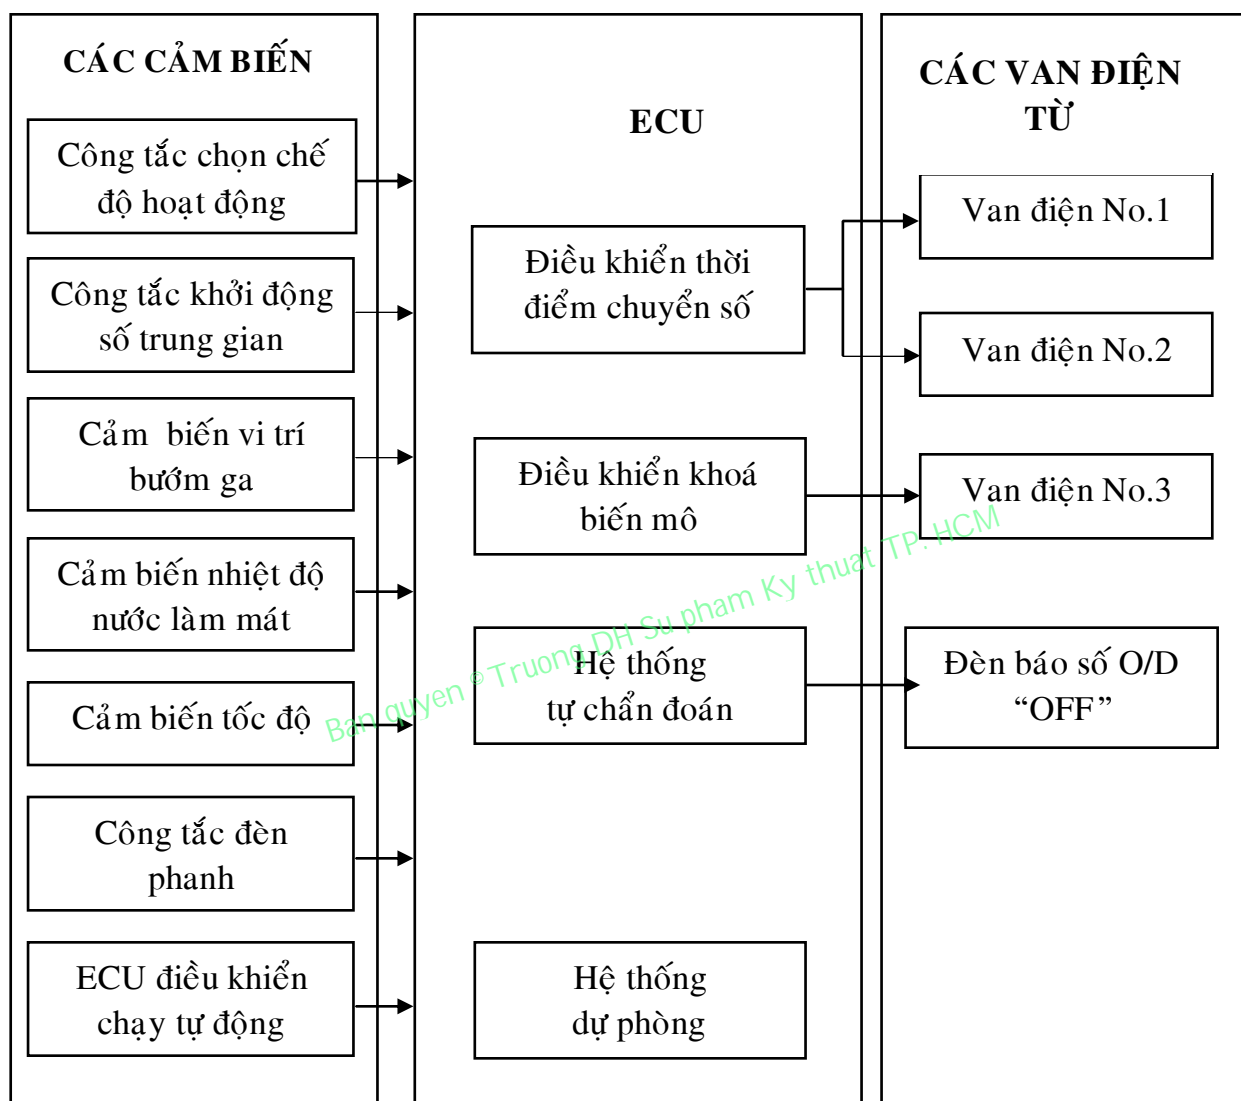 CÁC CẢM BIẾN
Công tắc chọn chế
độ hoạt động
Công tắc khởi động
số trung gian
Cảm biến vi trí
bướm ga
Cảm biến nhiệt độ
nước làm mát
Cảm biến tốc độ
Công tắc đèn
phanh
ECU điều khiển
chạy tự động
ECU
Điều khiển thời
điểm chuyển số
Điều khiển khoá
biến mô
Hệ thống
tự chẩn đoán
Hệ thống
dự phòng
CÁC VAN ĐIỆN
TỪ
Van điện No.1
Van điện No.2
Van điện No.3
Đèn báo số O/D
“OFF”
Ban quyen © Truong DH Su pham Ky thuat TP. HCM